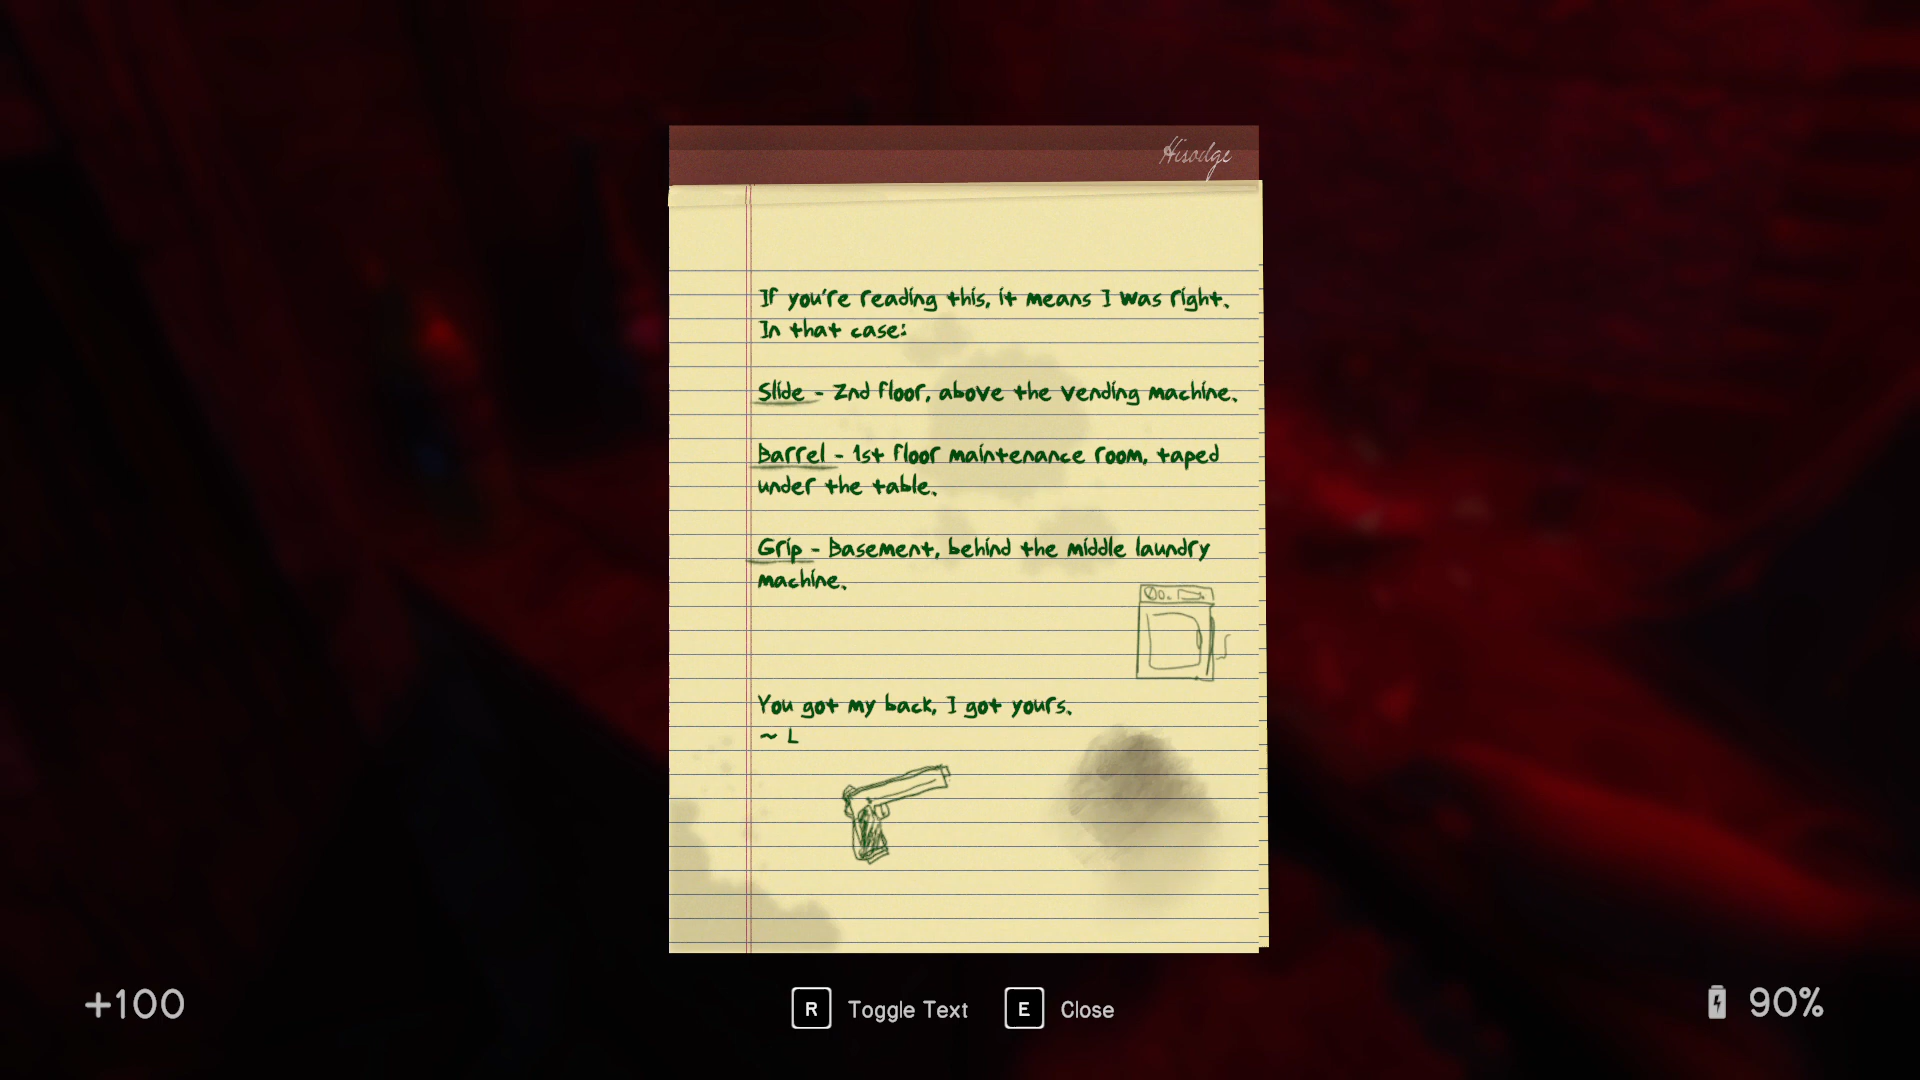 Hisodge
If you're reading this, it means I was right.
In that case:
Slide - 2nd floor, above the vending machine.
Barrel - 1st floor maintenance room, taped
under the table.
Grip - Basement, behind the middle laundry
machine.
You got my back, I got yours.
~ L
+100
R Toggle Text E Close
90%